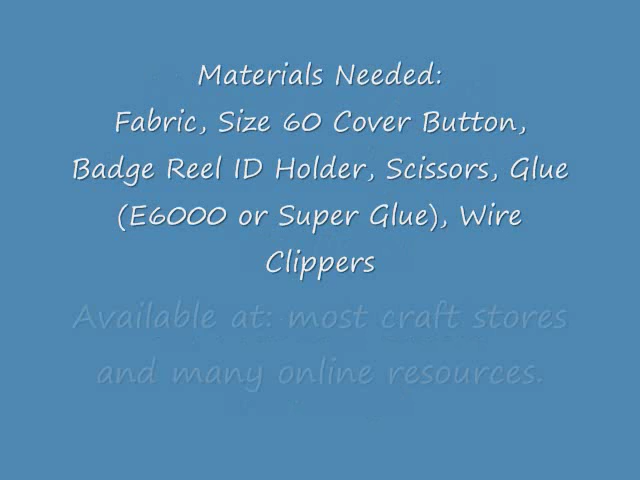 Materials Needed:
Fabric, Size 60 Cover Button,
Badge Reel ID Holder, Scissors, Glue
(E6000 or Super Glue), Wire
Clippers
Available at: most craft stores
and many online resources.